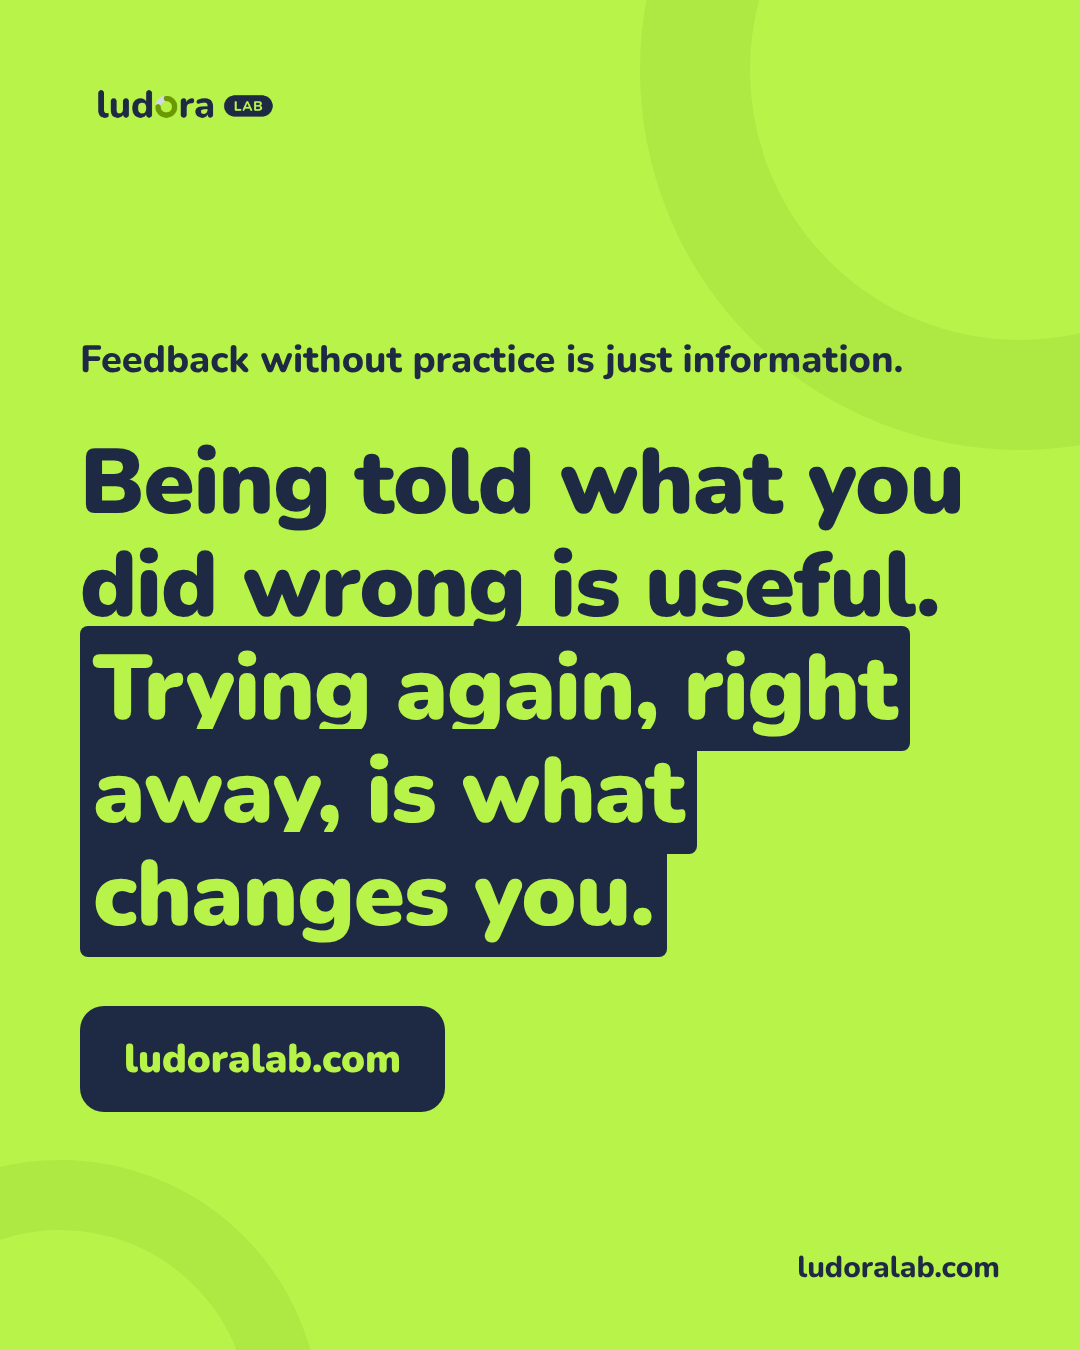 ludora LAB
Feedback without practice is just information.
Being told what you
did wrong is useful.
Trying again, right
away, is what
changes you.
ludoralab.com
ludoralab.com